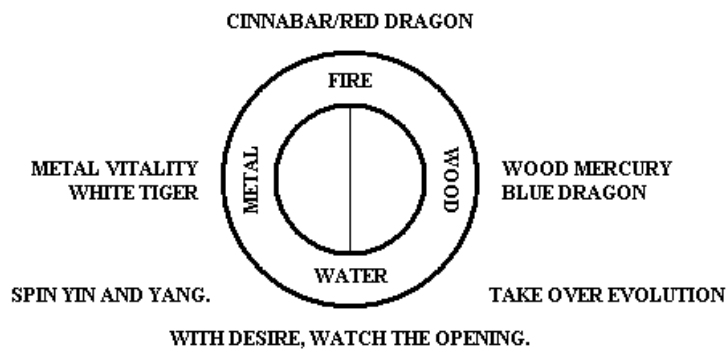 CINNABAR/RED DRAGON
FIRE
METAL VITALITY
WHITE TIGER
METAL
WOOD
WOOD MERCURY
BLUE DRAGON
WATER
SPIN YIN AND YANG.
TAKE OVER EVOLUTION
WITH DESIRE, WATCH THE OPENING.